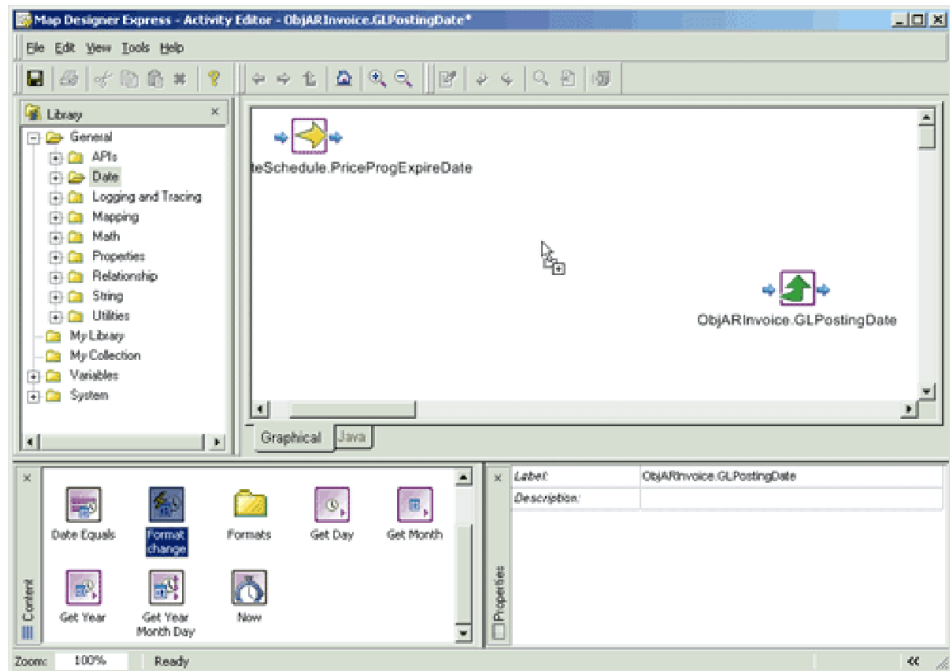 Map Designer Express - Activity Editor - ObjARInvoice.GLPostingDate*
File Edit View Tools Help
Library
General
APIs
Date
Logging and Tracing
Mapping
Math
Properties
Relationship
String
Utilities
My Library
My Collection
Variables
System
teSchedule.PriceProgExpireDate
ObjARInvoice.GLPostingDate
Graphical Java
Content
Date Equals
Format change
Formats
Get Day
Get Month
Get Year
Get Year Month Day
Now
Properties
Label: ObjARInvoice.GLPostingDate
Description:
Zoom: 100% Ready